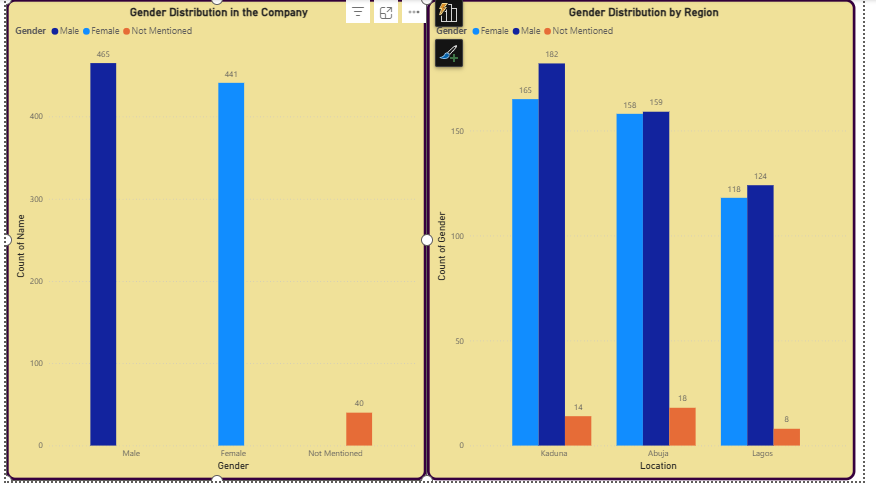 Gender Distribution in the Company
Gender Male Female Not Mentioned
465
441
40
400
300
200
100
0
Count of Name
Male Female Not Mentioned
Gender
Gender Distribution by Region
Gender Female Male Not Mentioned
182
165
158 159
118 124
14 18 8
150
100
50
0
Count of Gender
Kaduna Abuja Lagos
Location